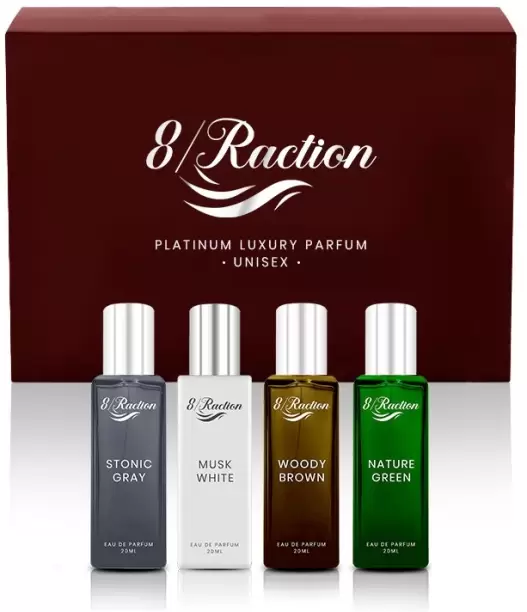 8/Raction
PLATINUM LUXURY PARFUM
• UNISEX •
8/Raction
STONIC
GRAY
EAU DE PARFUM
20ML
8/Raction
MUSK
WHITE
EAU DE PARFUM
20ML
8/Raction
WOODY
BROWN
EAU DE PARFUM
20ML
8/Raction
NATURE
GREEN
EAU DE PARFUM
20ML